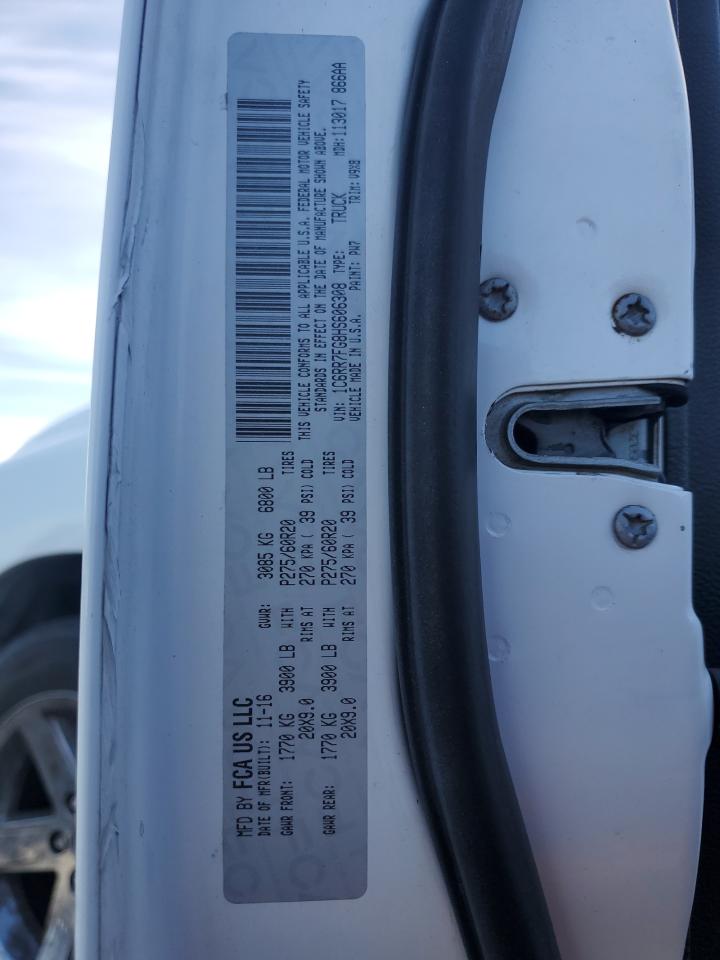 MFD BY FCA US LLC
DATE OF MFR(BUILT): 11-16 GVWR: 3085 KG 6800 LB
GAWR FRONT: 1770 KG 3900 LB WITH P275/60R20 TIRES
20X9.0 RIMS AT 270 KPA ( 39 PSI) COLD
GAWR REAR: 1770 KG 3900 LB WITH P275/60R20 TIRES
20X9.0 RIMS AT 270 KPA ( 39 PSI) COLD
THIS VEHICLE CONFORMS TO ALL APPLICABLE U.S.A. FEDERAL MOTOR VEHICLE SAFETY
STANDARDS IN EFFECT ON THE DATE OF MANUFACTURE SHOWN ABOVE.
VIN: 1C6RR7FG8HS606308 TYPE: TRUCK MDH:113017 866AA
VEHICLE MADE IN U.S.A. PAINT: PW7 TRIM: V9X8